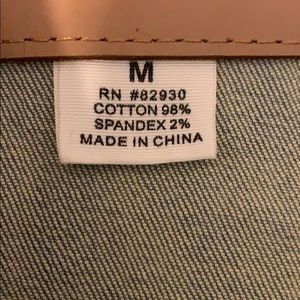 M
RN #82930
COTTON 98%
SPANDEX 2%
MADE IN CHINA